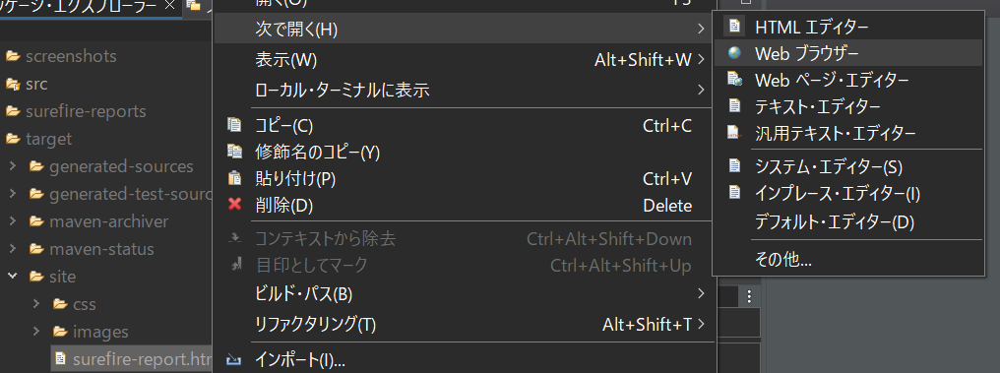 ッケージ・エクスプローラー
screenshots
src
surefire-reports
target
generated-sources
generated-test-sourc
maven-archiver
maven-status
site
css
images
surefire-report.htm
開く(O) F3
次で開く(H)
表示(W) Alt+Shift+W
ローカル・ターミナルに表示
コピー(C) Ctrl+C
修飾名のコピー(Y)
貼り付け(P) Ctrl+V
削除(D) Delete
コンテキストから除去 Ctrl+Alt+Shift+Down
目印としてマーク Ctrl+Alt+Shift+Up
ビルド・パス(B)
リファクタリング(T) Alt+Shift+T
インポート(I)...
HTML エディター
Web ブラウザー
Web ページ・エディター
テキスト・エディター
汎用テキスト・エディター
システム・エディター(S)
インプレース・エディター(I)
デフォルト・エディター(D)
その他...